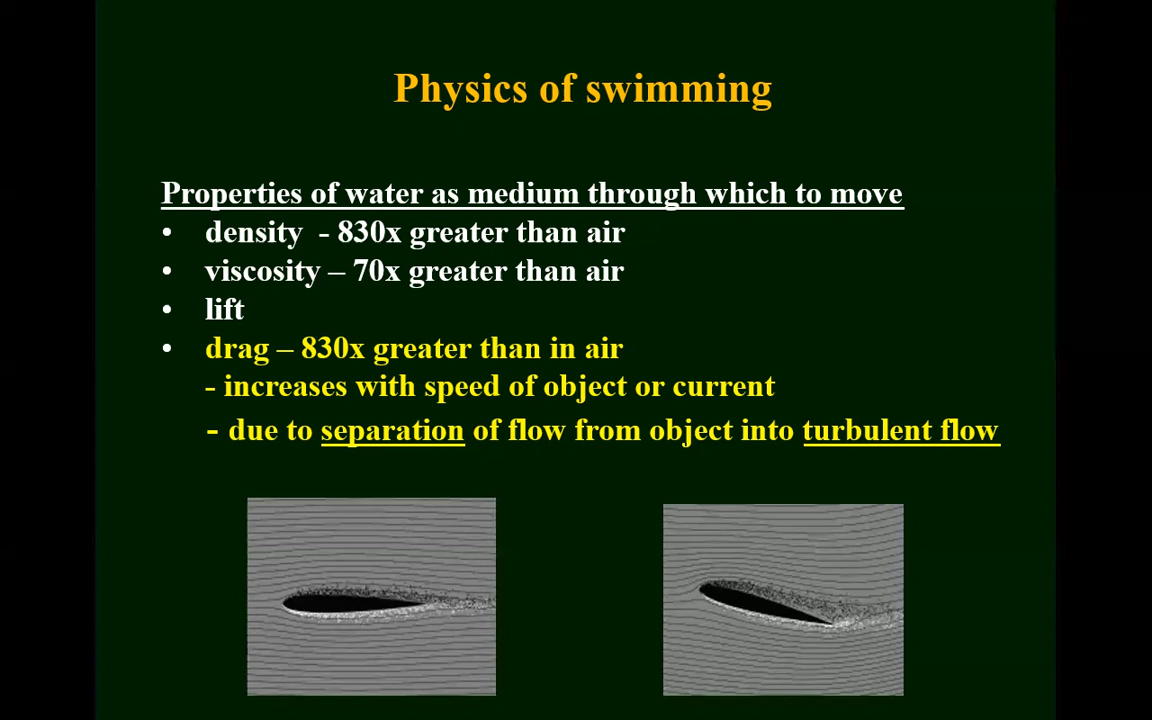 Physics of swimming
Properties of water as medium through which to move
• density - 830x greater than air
• viscosity – 70x greater than air
• lift
• drag – 830x greater than in air
- increases with speed of object or current
- due to separation of flow from object into turbulent flow